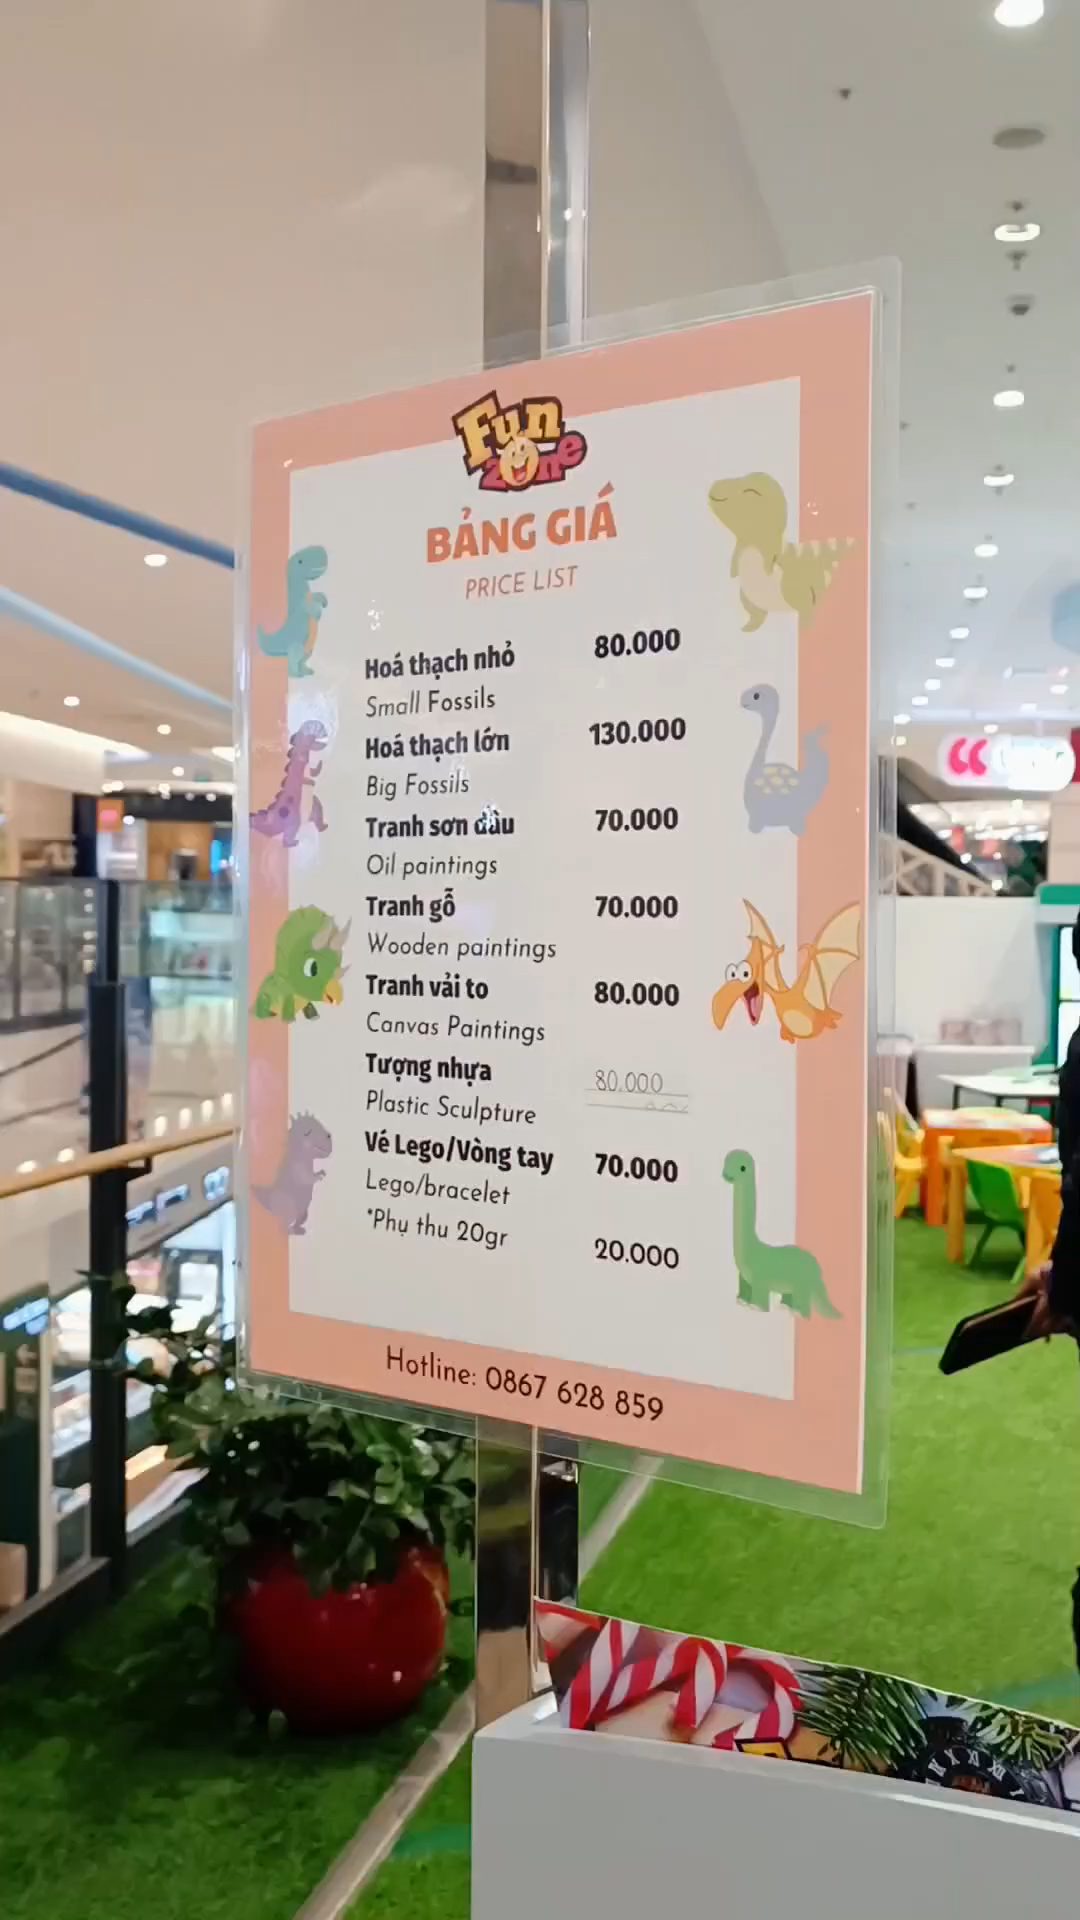 Fun
Zone
BẢNG GIÁ
PRICE LIST
Hoá thạch nhỏ 80.000
Small Fossils
Hoá thạch lớn 130.000
Big Fossils
Tranh sơn dầu 70.000
Oil paintings
Tranh gỗ 70.000
Wooden paintings
Tranh vải to 80.000
Canvas Paintings
Tượng nhựa 80.000
Plastic Sculpture
Vé Lego/Vòng tay 70.000
Lego/bracelet
*Phụ thu 20gr 20.000
Hotline: 0867 628 859